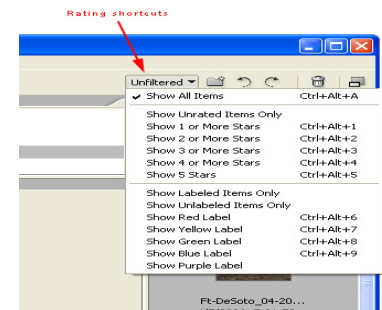 Rating shortcuts
Unfiltered
Show All Items Ctrl+Alt+A
Show Unrated Items Only
Show 1 or More Stars Ctrl+Alt+1
Show 2 or More Stars Ctrl+Alt+2
Show 3 or More Stars Ctrl+Alt+3
Show 4 or More Stars Ctrl+Alt+4
Show 5 Stars Ctrl+Alt+5
Show Labeled Items Only
Show Unlabeled Items Only
Show Red Label Ctrl+Alt+6
Show Yellow Label Ctrl+Alt+7
Show Green Label Ctrl+Alt+8
Show Blue Label Ctrl+Alt+9
Show Purple Label
Ft-DeSoto_04-20...